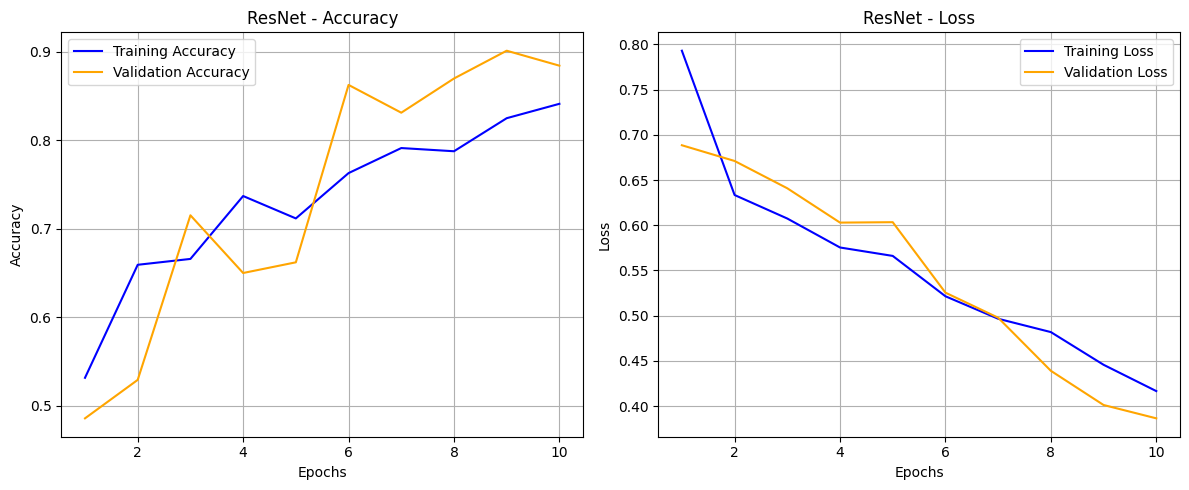 ResNet - Accuracy
Training Accuracy
Validation Accuracy
Accuracy
0.9
0.8
0.7
0.6
0.5
2 4 6 8 10
Epochs
ResNet - Loss
Training Loss
Validation Loss
Loss
0.80
0.75
0.70
0.65
0.60
0.55
0.50
0.45
0.40
2 4 6 8 10
Epochs